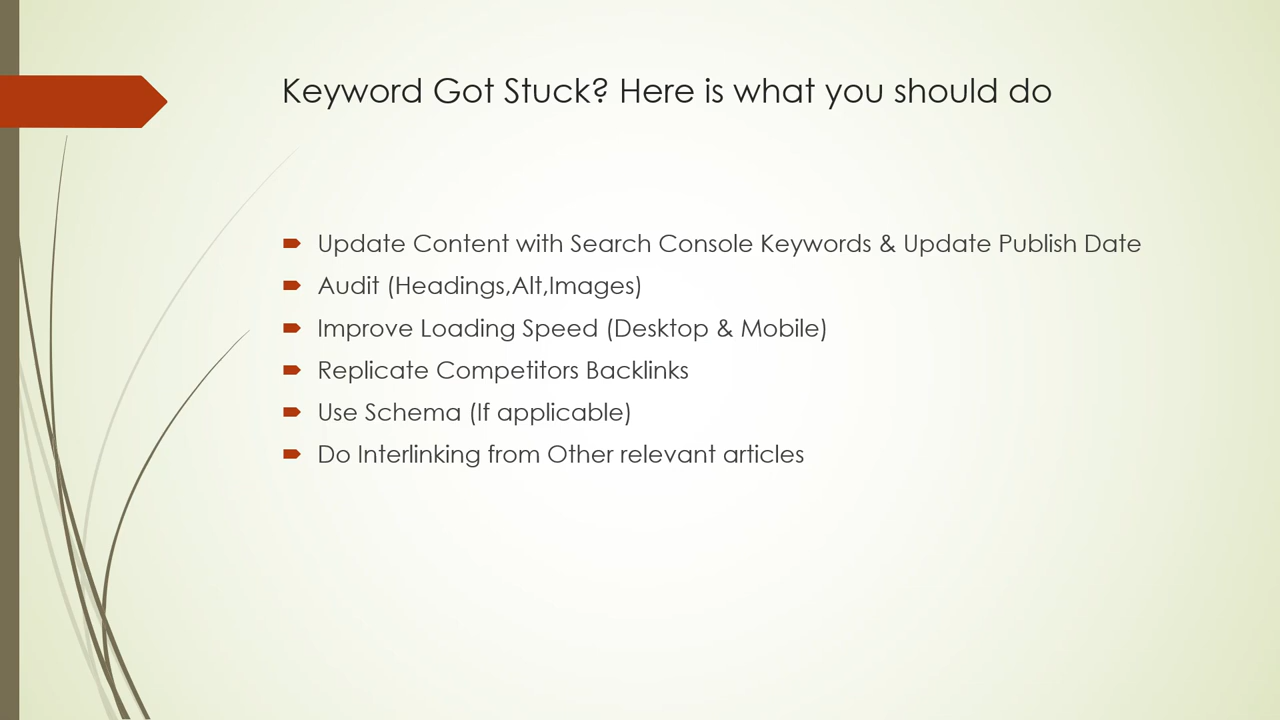 Keyword Got Stuck? Here is what you should do
Update Content with Search Console Keywords & Update Publish Date
Audit (Headings,Alt,Images)
Improve Loading Speed (Desktop & Mobile)
Replicate Competitors Backlinks
Use Schema (If applicable)
Do Interlinking from Other relevant articles